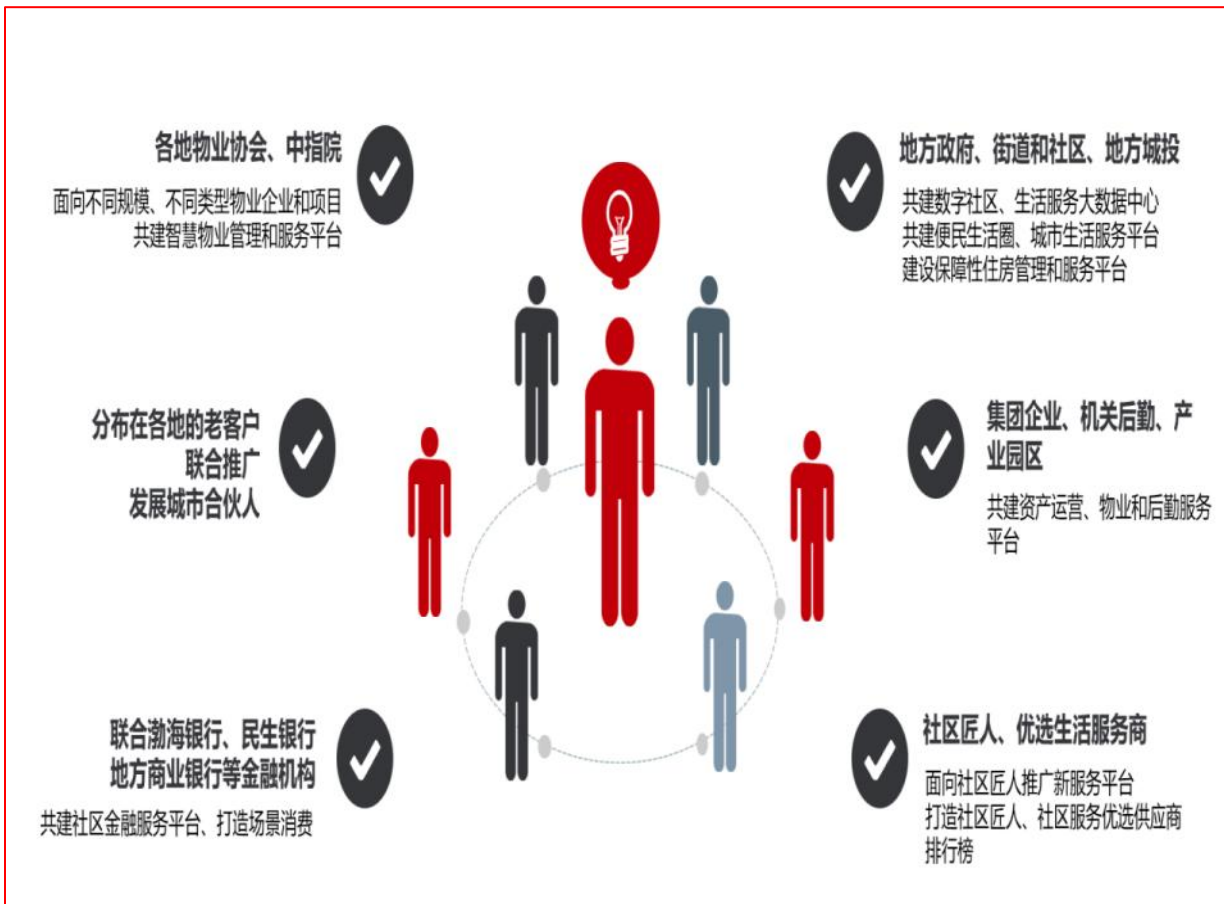 各地物业协会、中指院
面向不同规模、不同类型物业企业和项目
共建智慧物业管理和服务平台
分布在各地的老客户
联合推广
发展城市合伙人
联合渤海银行、民生银行
地方商业银行等金融机构
共建社区金融服务平台、打造场景消费
地方政府、街道和社区、地方城投
共建数字社区、生活服务大数据中心
共建便民生活圈、城市生活服务平台
建设保障性住房管理和服务平台
集团企业、机关后勤、产
业园区
共建资产运营、物业和后勤服务
平台
社区匠人、优选生活服务商
面向社区匠人推广新服务平台
打造社区匠人、社区服务优选供应商
排行榜